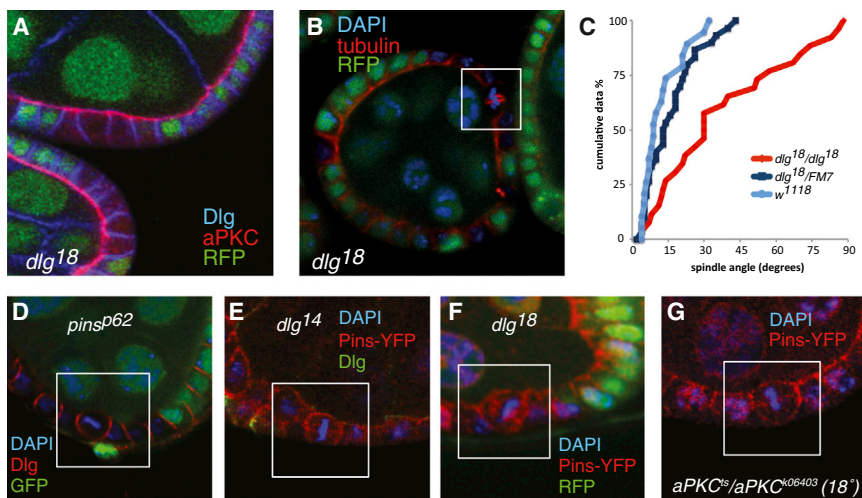 A
Dlg
aPKC
RFP
dlg18
B
DAPI
tubulin
RFP
dlg18
C
cumulative data %
100
75
50
25
0
0
15
30
45
60
75
90
spindle angle (degrees)
dlg18/dlg18
dlg18/FM7
w1118
D
pinsp62
DAPI
Dlg
GFP
E
dlg14
DAPI
Pins-YFP
Dlg
F
dlg18
DAPI
Pins-YFP
RFP
G
DAPI
Pins-YFP
aPKCts/aPKCk06403 (18°)